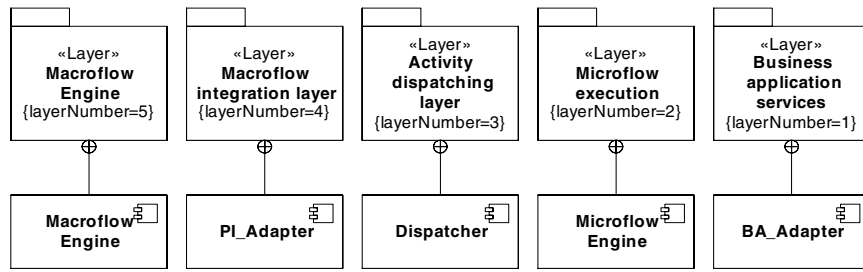 «Layer»
Macroflow
Engine
{layerNumber=5}
«Layer»
Macroflow
integration layer
{layerNumber=4}
«Layer»
Activity
dispatching
layer
{layerNumber=3}
«Layer»
Microflow
execution
{layerNumber=2}
«Layer»
Business
application
services
{layerNumber=1}
Macroflow
Engine
PI_Adapter
Dispatcher
Microflow
Engine
BA_Adapter